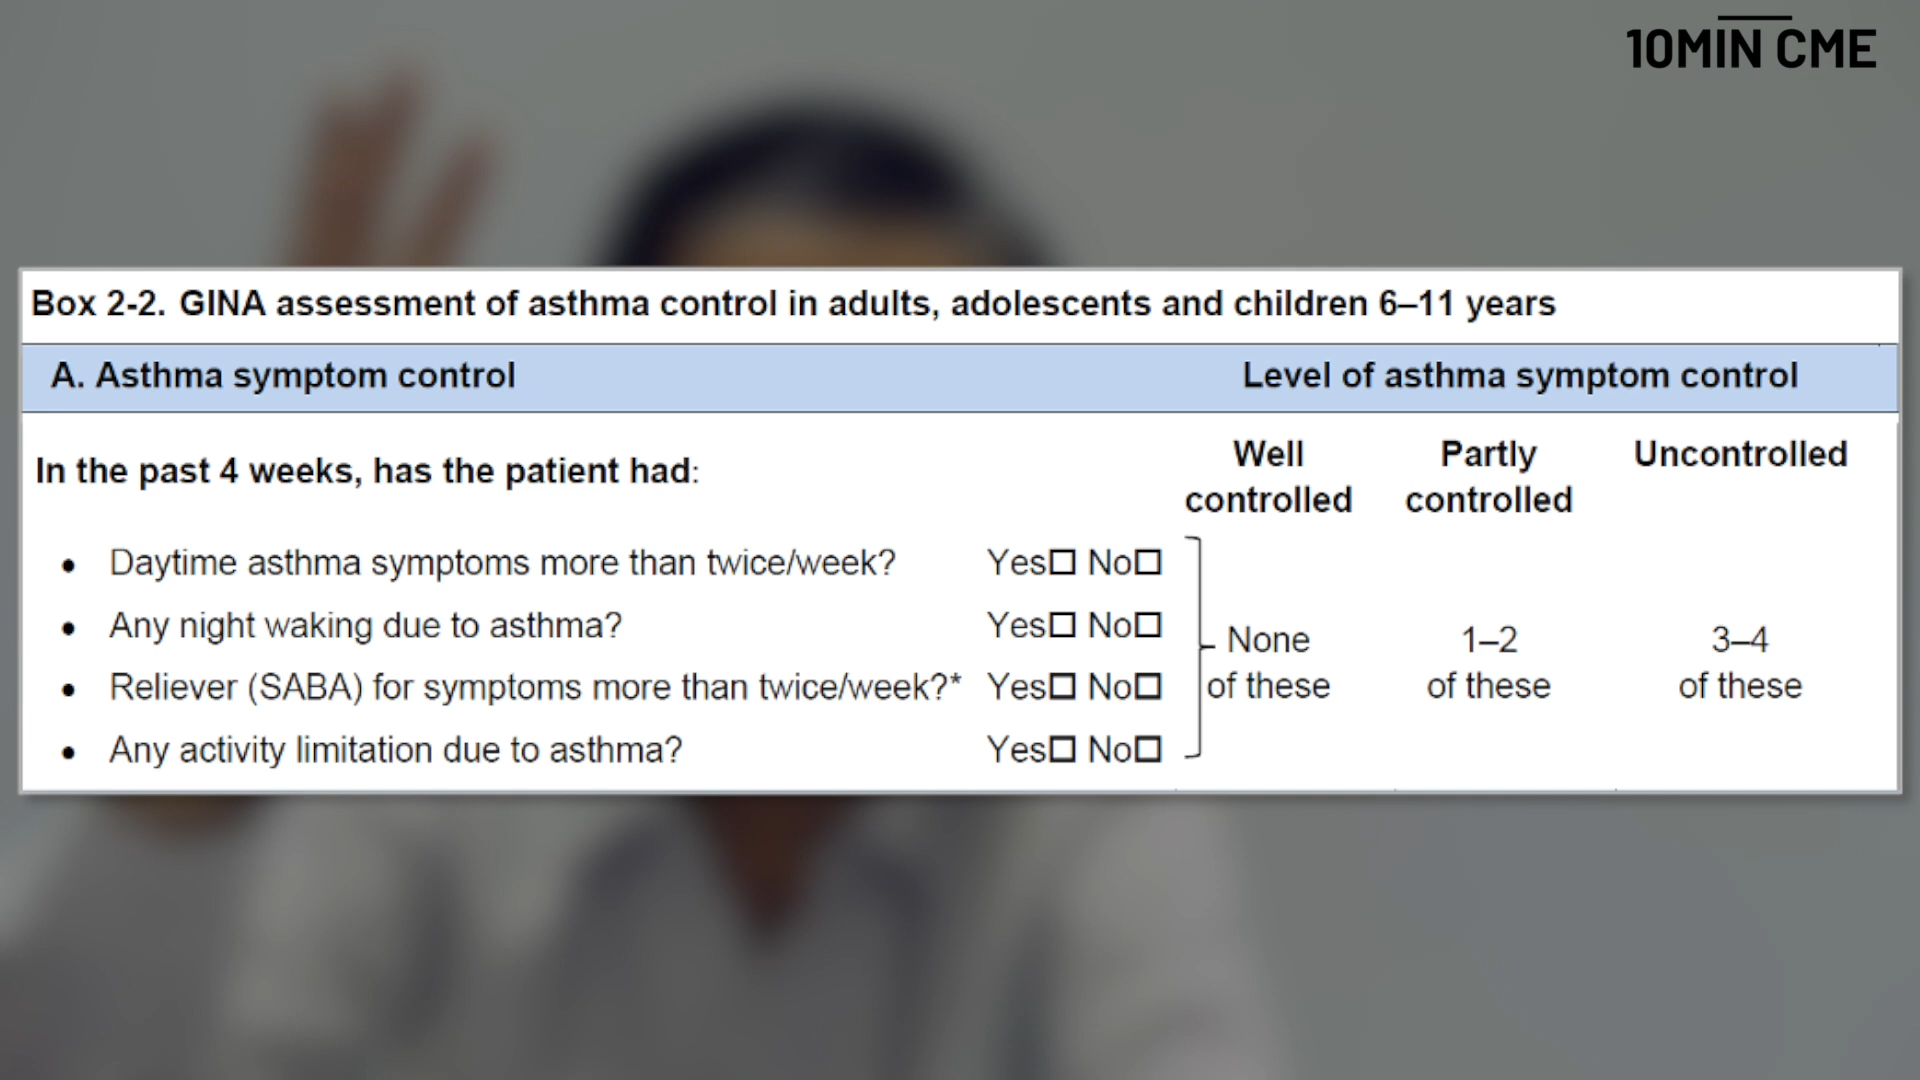 10MIN CME
Box 2-2. GINA assessment of asthma control in adults, adolescents and children 6–11 years
A. Asthma symptom control Level of asthma symptom control
In the past 4 weeks, has the patient had: Well controlled Partly controlled Uncontrolled
• Daytime asthma symptoms more than twice/week? Yes☐ No☐
• Any night waking due to asthma? Yes☐ No☐
• Reliever (SABA) for symptoms more than twice/week?* Yes☐ No☐
• Any activity limitation due to asthma? Yes☐ No☐
None of these 1–2 of these 3–4 of these